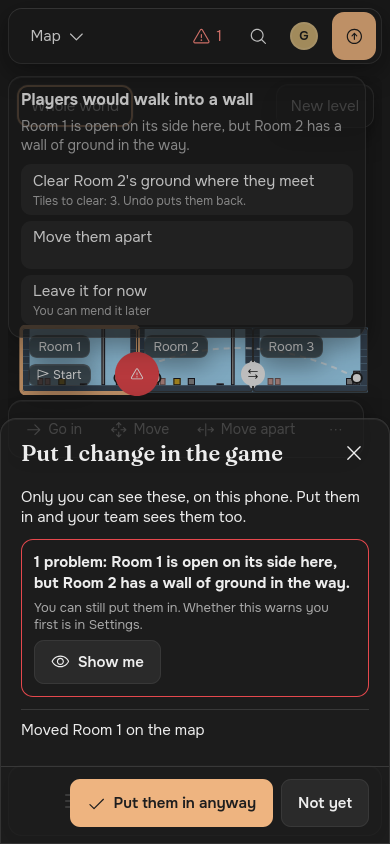 Map
1
G
Whole world
New level
Players would walk into a wall
Room 1 is open on its side here, but Room 2 has a
wall of ground in the way.
Clear Room 2's ground where they meet
Tiles to clear: 3. Undo puts them back.
Move them apart
Leave it for now
You can mend it later
Room 1
Room 2
Room 3
Start
Go in
Move
Move apart
Put 1 change in the game
Only you can see these, on this phone. Put them
in and your team sees them too.
1 problem: Room 1 is open on its side here,
but Room 2 has a wall of ground in the way.
You can still put them in. Whether this warns you
first is in Settings.
Show me
Moved Room 1 on the map
Put them in anyway
Not yet